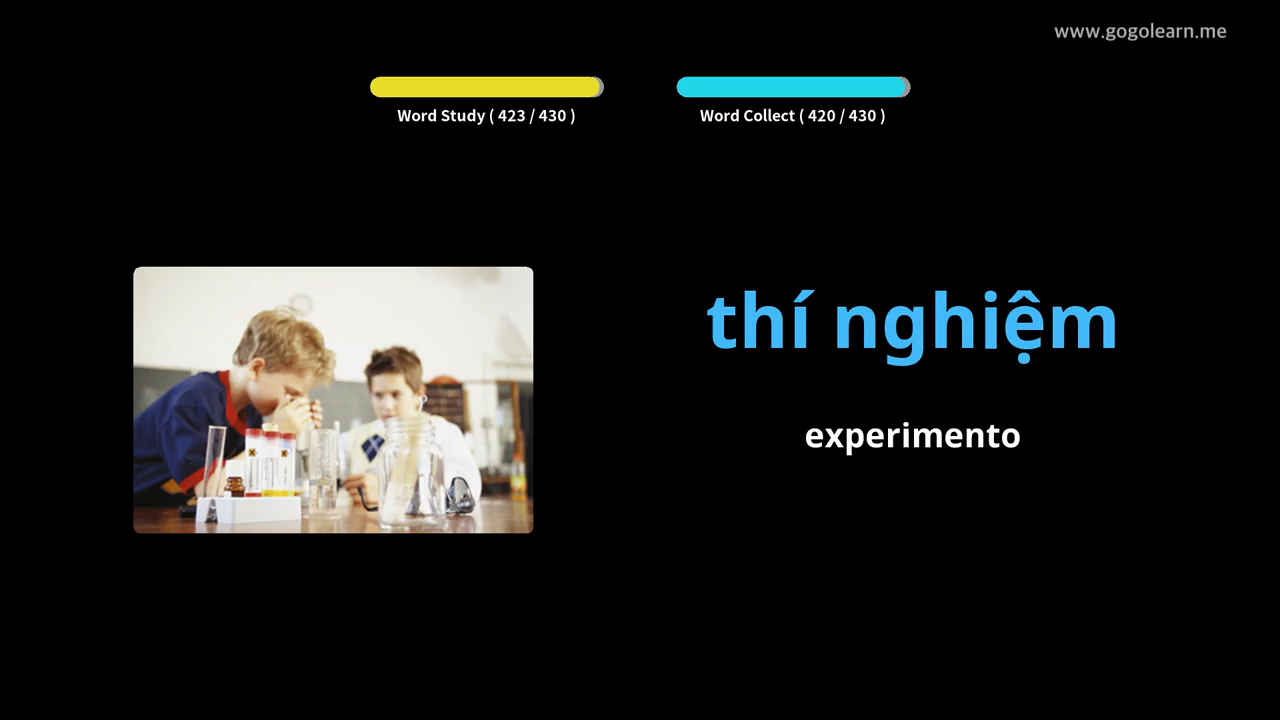 www.gogolearn.me
Word Study ( 423 / 430 )
Word Collect ( 420 / 430 )
thí nghiệm
experimento